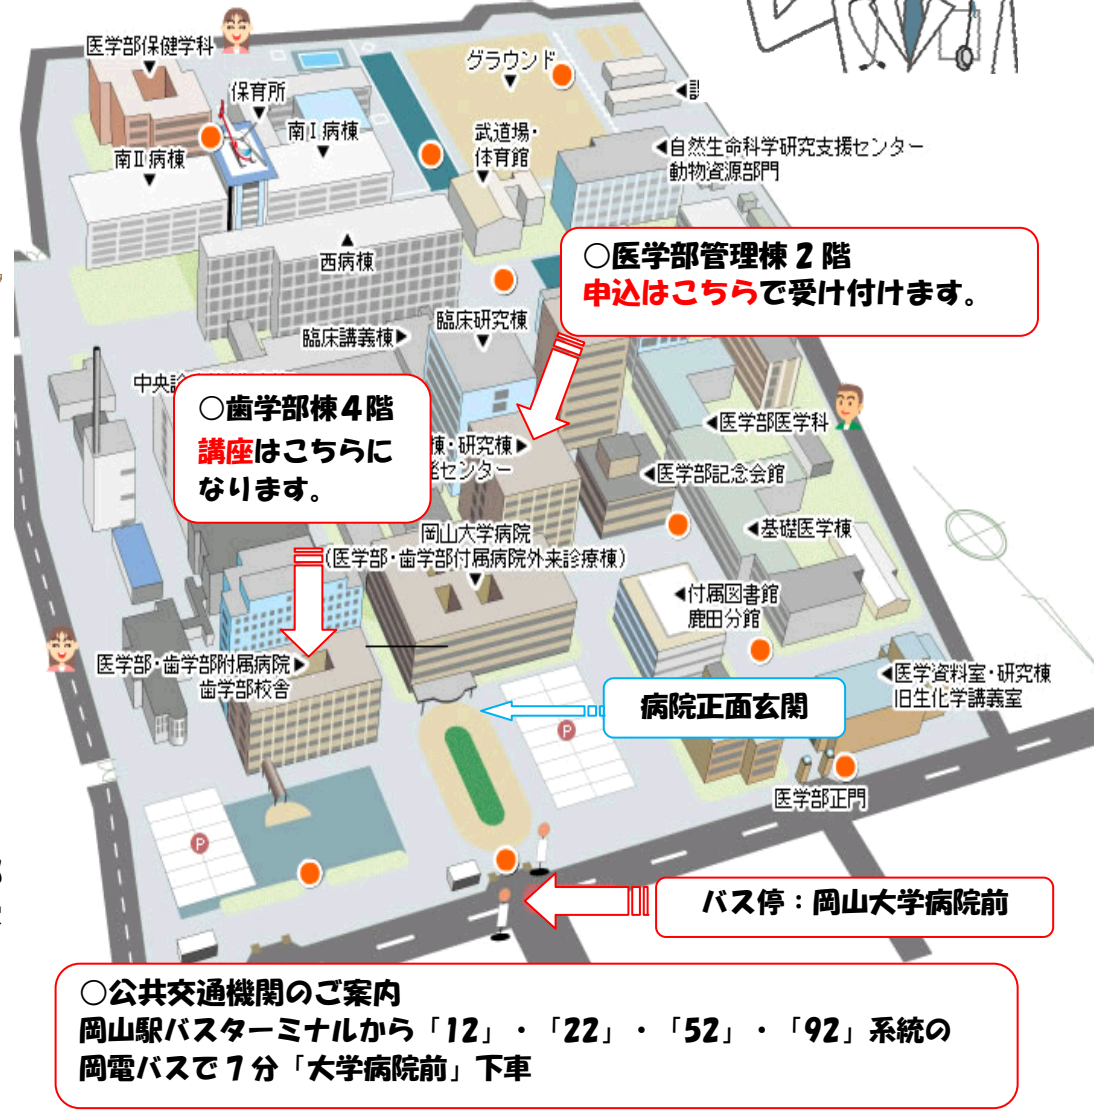 医学部保健学科
保育所
グラウンド
南Ⅰ病棟
南Ⅱ病棟
武道場・
体育館
自然生命科学研究支援センター
動物資源部門
西病棟
○医学部管理棟2階
申込はこちらで受け付けます。
臨床研究棟
臨床講義棟
中央
○歯学部棟4階
講座はこちらに
なります。
棟・研究棟
センター
医学部医学科
医学部記念会館
基礎医学棟
岡山大学病院
(医学部・歯学部付属病院外来診療棟)
付属図書館
鹿田分館
医学部・歯学部附属病院
歯学部校舎
医学資料室・研究棟
旧生化学講義室
病院正面玄関
P
医学部正門
P
バス停：岡山大学病院前
○公共交通機関のご案内
岡山駅バスターミナルから「12」・「22」・「52」・「92」系統の
岡電バスで7分「大学病院前」下車